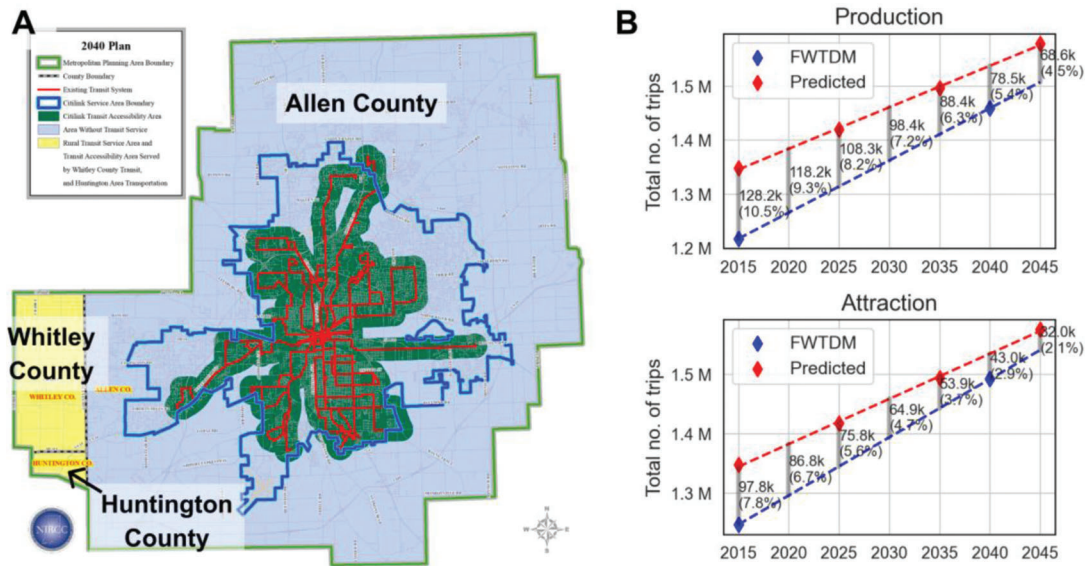 A
2040 Plan
Metropolitan Planning Area Boundary
County Boundary
Existing Transit System
Citilink Service Area Boundary
Citilink Transit Accessibility Area
Area Without Transit Service
Rural Transit Service Area and
Transit Accessibility Area Served
by Whitley County Transit,
and Huntington Area Transportation
Allen County
Whitley
County
ALLEN CO.
WHITLEY CO.
HUNTINGTON CO.
Huntington
County
NIRCC
N
W E
S
B
Production
Total no. of trips
1.5 M
1.4 M
1.3 M
1.2 M
FWTDM
Predicted
128.2k
(10.5%)
118.2k
(9.3%)
108.3k
(8.2%)
98.4k
(7.2%)
88.4k
(6.3%)
78.5k
(5.4%)
68.6k
(4.5%)
2015 2020 2025 2030 2035 2040 2045
Attraction
Total no. of trips
1.5 M
1.4 M
1.3 M
FWTDM
Predicted
97.8k
(7.8%)
86.8k
(6.7%)
75.8k
(5.6%)
64.9k
(4.7%)
53.9k
(3.7%)
43.0k
(2.9%)
32.0k
(2.1%)
2015 2020 2025 2030 2035 2040 2045